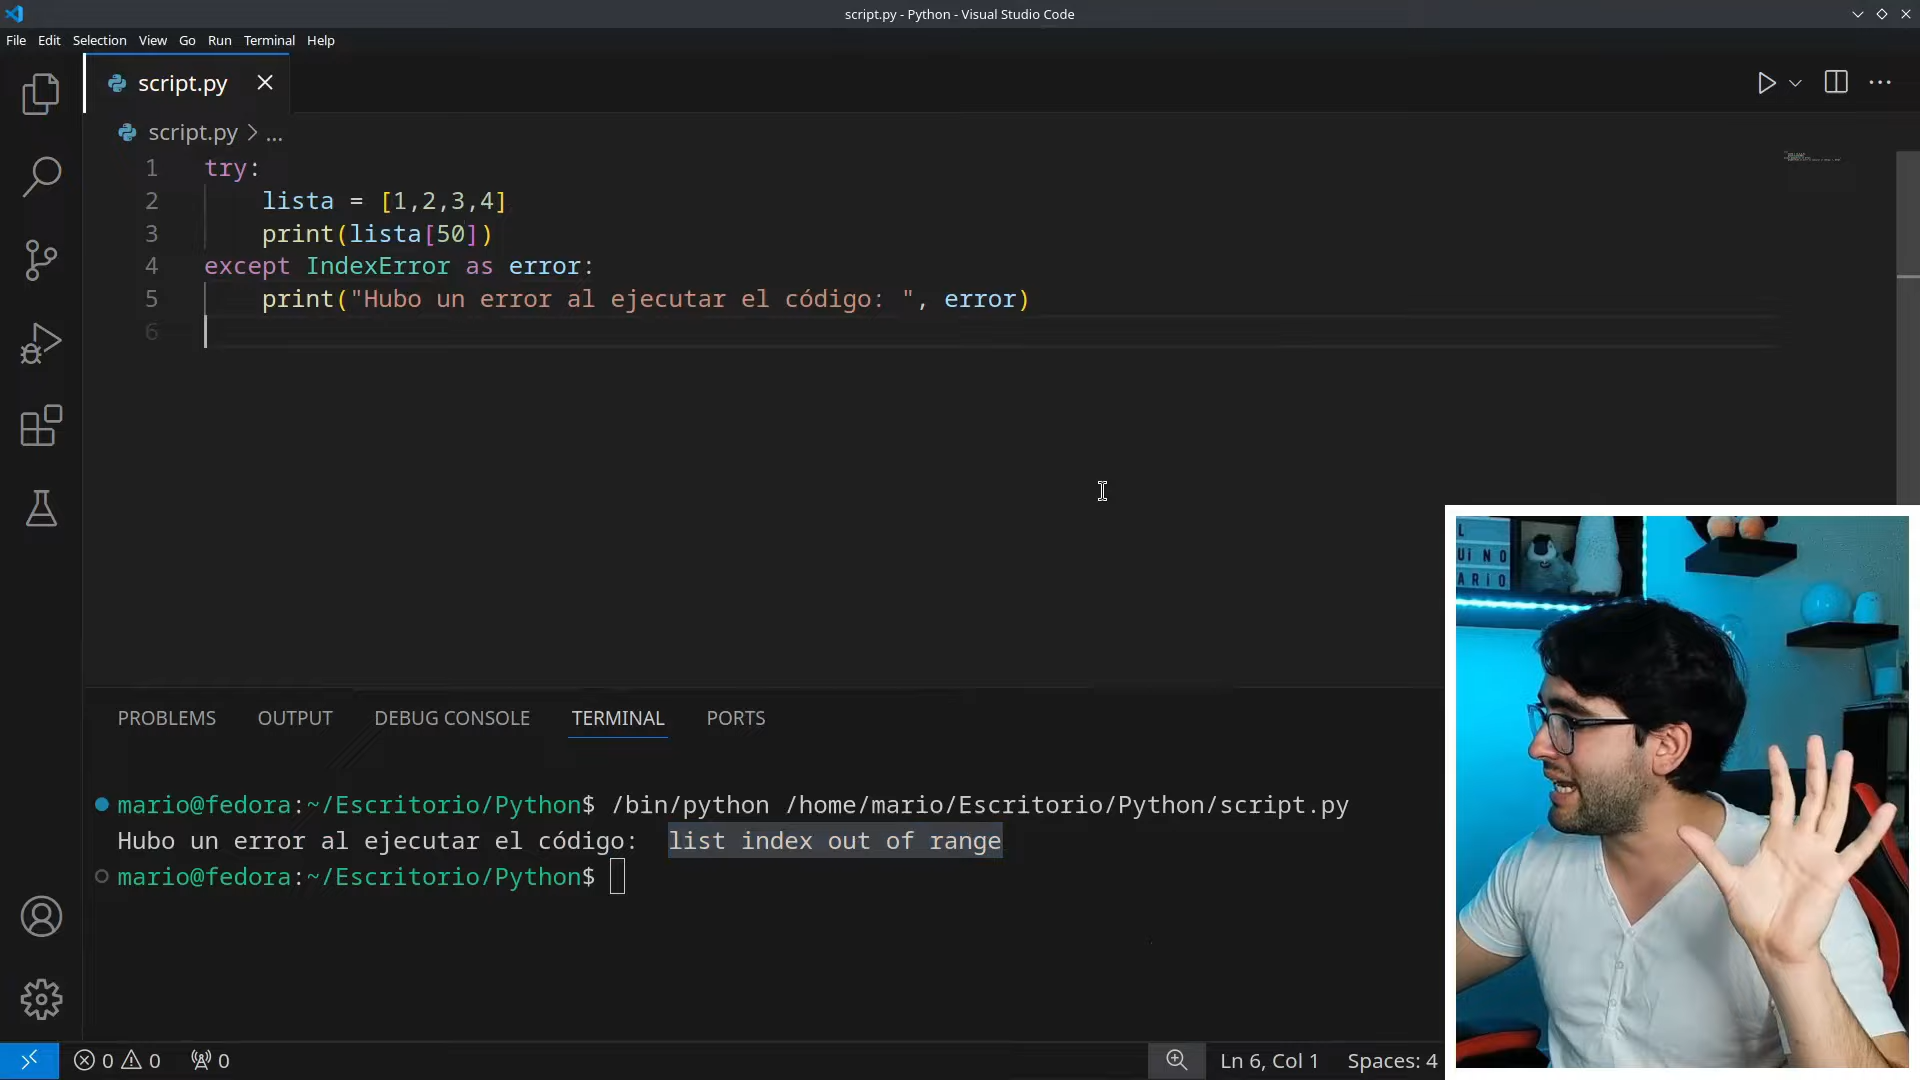 script.py - Python - Visual Studio Code
File Edit Selection View Go Run Terminal Help
script.py
script.py > ...
1 try:
2     lista = [1,2,3,4]
3     print(lista[50])
4 except IndexError as error:
5     print("Hubo un error al ejecutar el código: ", error)
6
PROBLEMS OUTPUT DEBUG CONSOLE TERMINAL PORTS
mario@fedora:~/Escritorio/Python$ /bin/python /home/mario/Escritorio/Python/script.py
Hubo un error al ejecutar el código:  list index out of range
mario@fedora:~/Escritorio/Python$
0 0 0
Ln 6, Col 1 Spaces: 4
L
UiNO
ARiO